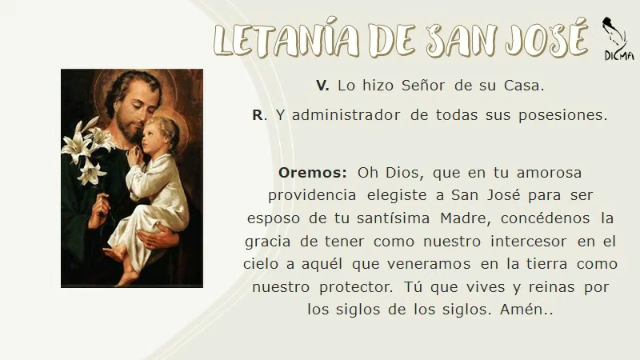 LETANÍA DE SAN JOSÉ
DICMA
V. Lo hizo Señor de su Casa.
R. Y administrador de todas sus posesiones.
Oremos: Oh Dios, que en tu amorosa
providencia elegiste a San José para ser
esposo de tu santísima Madre, concédenos la
gracia de tener como nuestro intercesor en el
cielo a aquél que veneramos en la tierra como
nuestro protector. Tú que vives y reinas por
los siglos de los siglos. Amén..